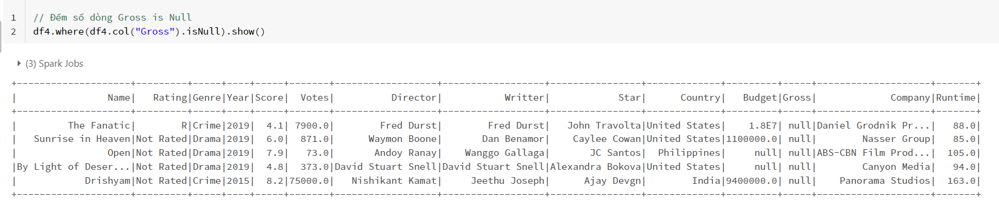 1 // Đếm số dòng Gross is Null
2 df4.where(df4.col("Gross").isNull).show()
(3) Spark Jobs
+--------------------+---------+-----+----+-----+-------+------------------+------------------+----------------+-------------+---------+-----+--------------------+-------+
|                Name|   Rating|Genre|Year|Score|  Votes|          Director|           Writter|            Star|      Country|   Budget|Gross|             Company|Runtime|
+--------------------+---------+-----+----+-----+-------+------------------+------------------+----------------+-------------+---------+-----+--------------------+-------+
|         The Fanatic|        R|Crime|2019|  4.1| 7900.0|        Fred Durst|        Fred Durst|   John Travolta|United States|    1.8E7| null|Daniel Grodnik Pr...|   88.0|
|   Sunrise in Heaven|Not Rated|Drama|2019|  6.0|  871.0|      Waymon Boone|       Dan Benamor|    Caylee Cowan|United States|1100000.0| null|        Nasser Group|   85.0|
|                Open|Not Rated|Drama|2019|  7.9|   73.0|       Andoy Ranay|    Wanggo Gallaga|       JC Santos|  Philippines|     null| null|ABS-CBN Film Prod...|  105.0|
|By Light of Deser...|Not Rated|Drama|2019|  4.8|  373.0|David Stuart Snell|David Stuart Snell|Alexandra Bokova|United States|     null| null|        Canyon Media|   94.0|
|            Drishyam|Not Rated|Crime|2015|  8.2|75000.0|   Nishikant Kamat|     Jeethu Joseph|      Ajay Devgn|        India|9400000.0| null|    Panorama Studios|  163.0|
+--------------------+---------+-----+----+-----+-------+------------------+------------------+----------------+-------------+---------+-----+--------------------+-------+